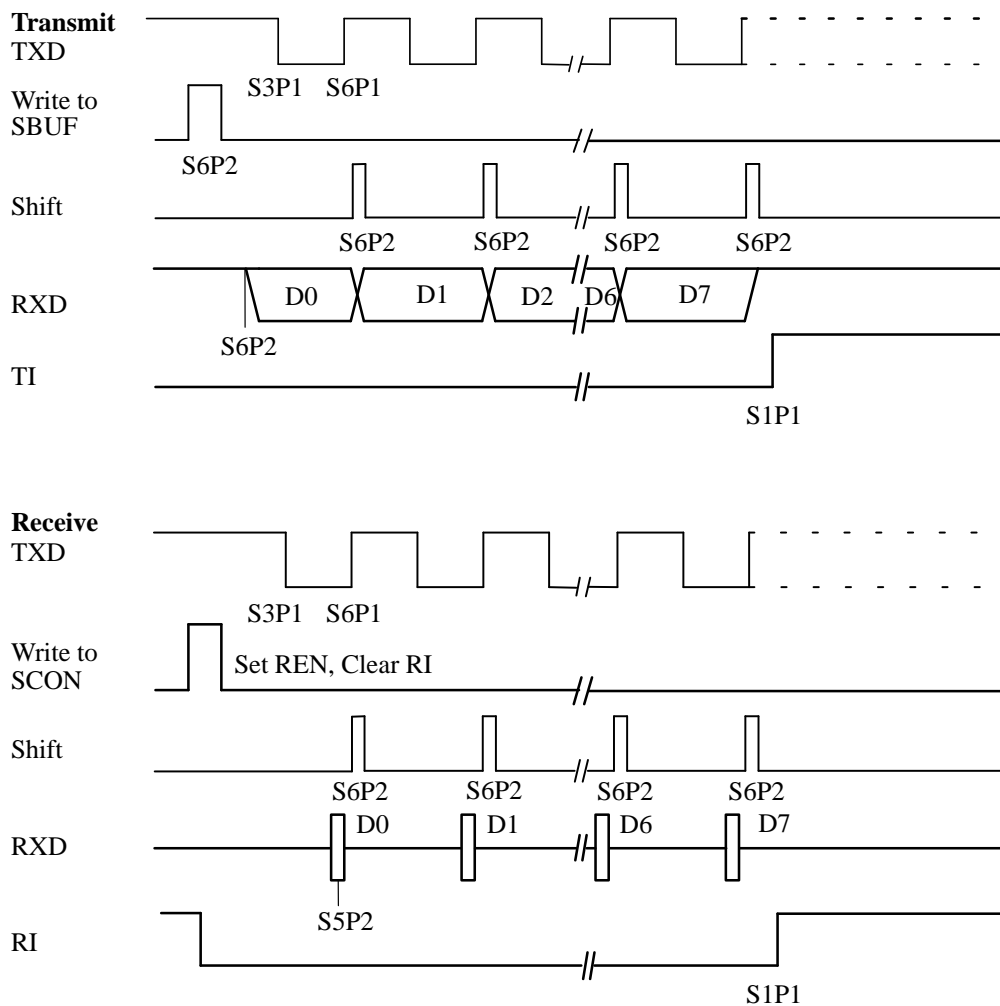 Transmit
TXD
S3P1 S6P1
Write to
SBUF
S6P2
Shift
S6P2 S6P2 S6P2 S6P2
RXD
D0 D1 D2 D6 D7
S6P2
TI
S1P1
Receive
TXD
S3P1 S6P1
Write to
SCON
Set REN, Clear RI
Shift
S6P2 S6P2 S6P2 S6P2
D0 D1 D6 D7
RXD
S5P2
RI
S1P1